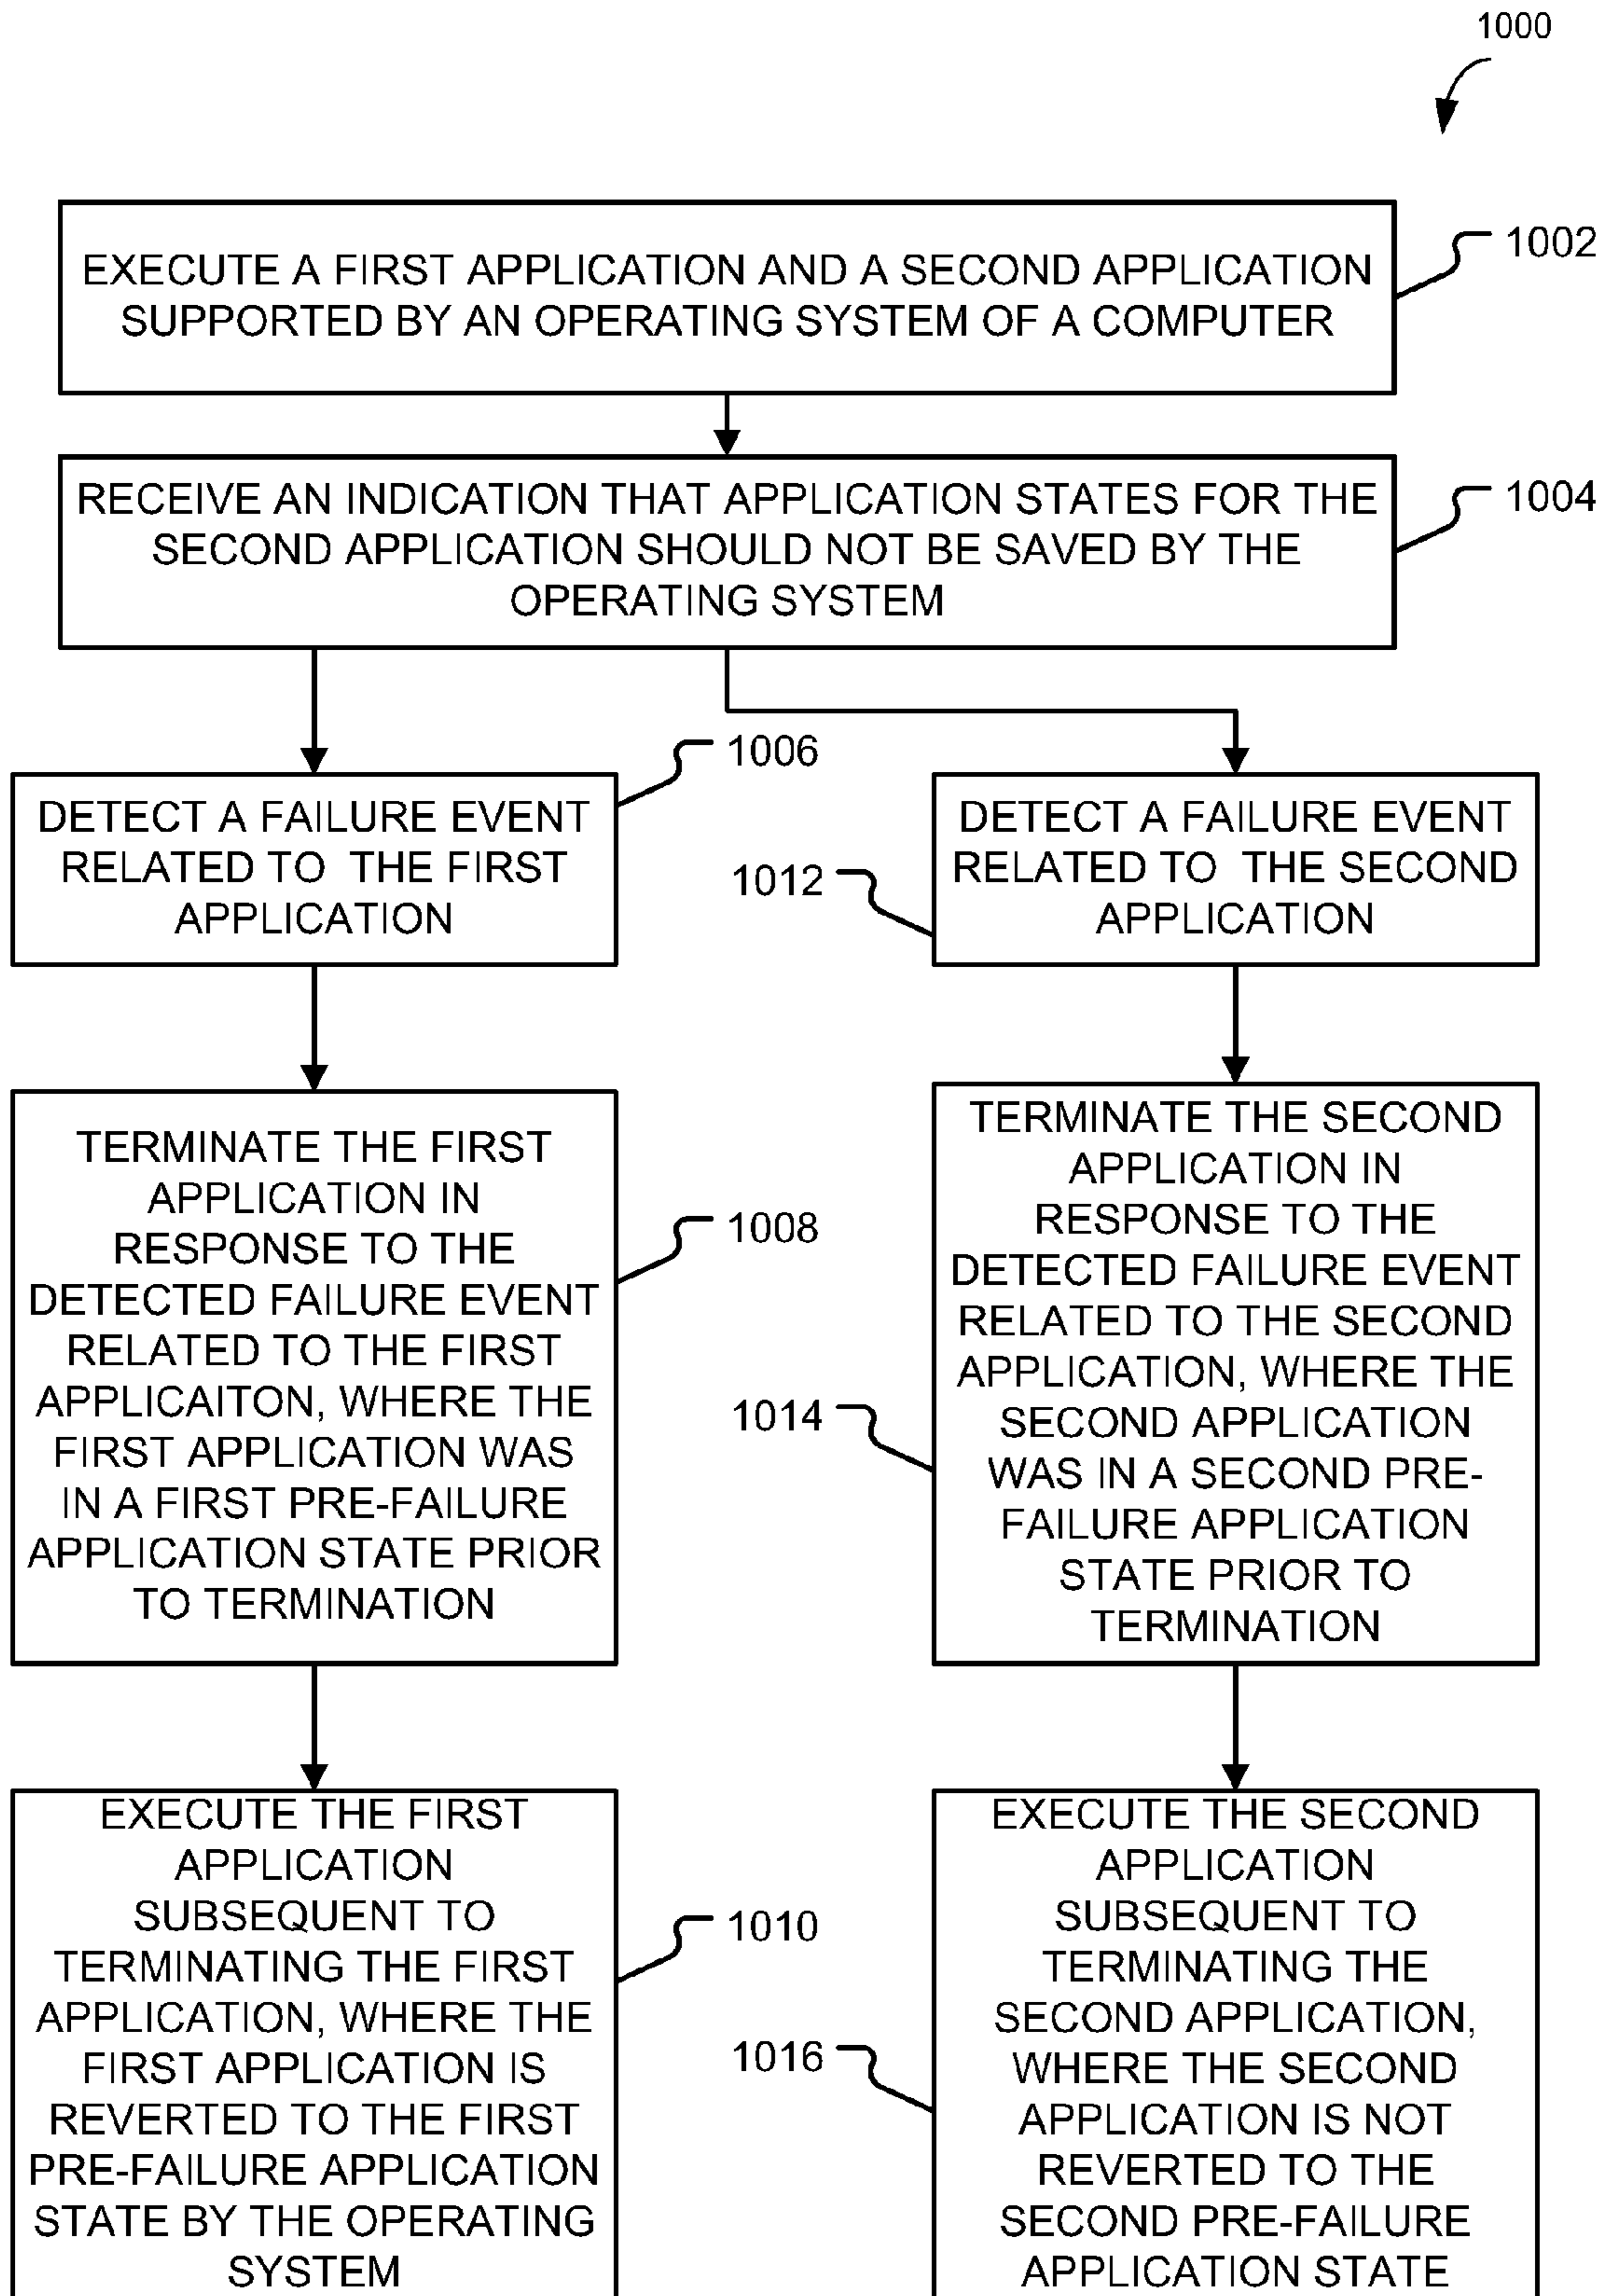 1000
EXECUTE A FIRST APPLICATION AND A SECOND APPLICATION
SUPPORTED BY AN OPERATING SYSTEM OF A COMPUTER
1002
RECEIVE AN INDICATION THAT APPLICATION STATES FOR THE
SECOND APPLICATION SHOULD NOT BE SAVED BY THE
OPERATING SYSTEM
1004
DETECT A FAILURE EVENT
RELATED TO THE FIRST
APPLICATION
1006
TERMINATE THE FIRST
APPLICATION IN
RESPONSE TO THE
DETECTED FAILURE EVENT
RELATED TO THE FIRST
APPLICAITON, WHERE THE
FIRST APPLICATION WAS
IN A FIRST PRE-FAILURE
APPLICATION STATE PRIOR
TO TERMINATION
1008
EXECUTE THE FIRST
APPLICATION
SUBSEQUENT TO
TERMINATING THE FIRST
APPLICATION, WHERE THE
FIRST APPLICATION IS
REVERTED TO THE FIRST
PRE-FAILURE APPLICATION
STATE BY THE OPERATING
SYSTEM
1010
DETECT A FAILURE EVENT
RELATED TO THE SECOND
APPLICATION
1012
TERMINATE THE SECOND
APPLICATION IN
RESPONSE TO THE
DETECTED FAILURE EVENT
RELATED TO THE SECOND
APPLICATION, WHERE THE
SECOND APPLICATION
WAS IN A SECOND PRE-
FAILURE APPLICATION
STATE PRIOR TO
TERMINATION
1014
EXECUTE THE SECOND
APPLICATION
SUBSEQUENT TO
TERMINATING THE
SECOND APPLICATION,
WHERE THE SECOND
APPLICATION IS NOT
REVERTED TO THE
SECOND PRE-FAILURE
APPLICATION STATE
1016